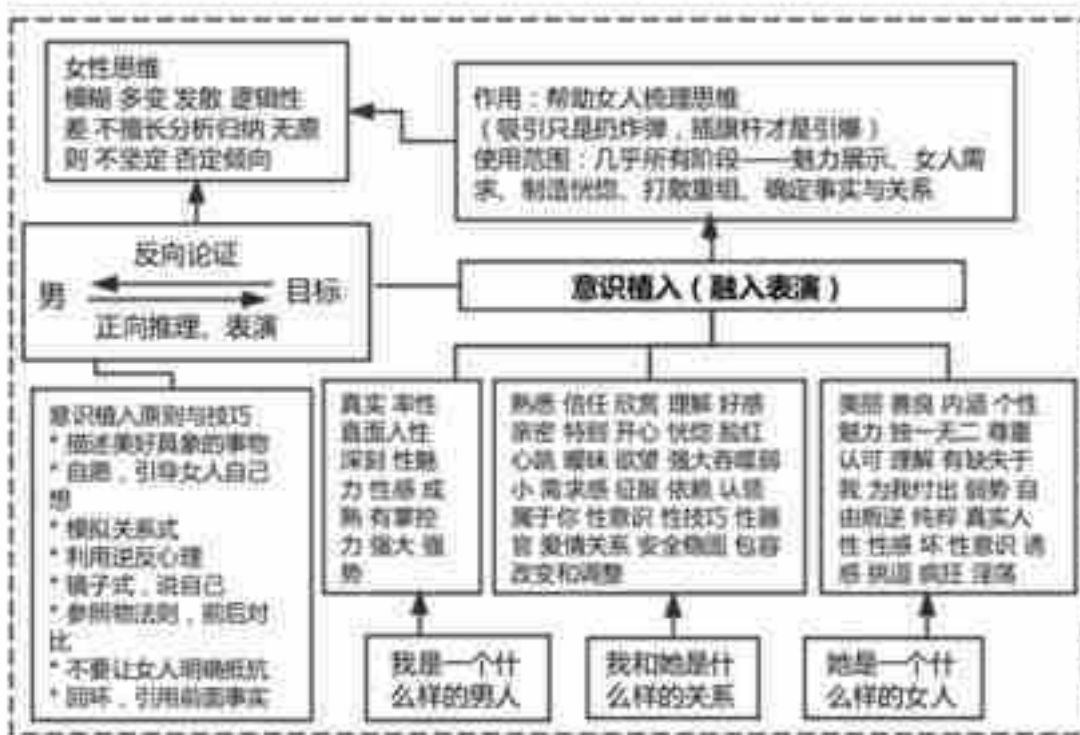 女性思维
模糊 多变 发散 逻辑性
差 不擅长分析归纳 无原
则 不坚定 否定倾向
作用：帮助女人梳理思维
（吸引只是扔炸弹，插旗杆才是引爆）
使用范围：几乎所有阶段——魅力展示、女人需
求、制造恍惚、打散重组、确定事实与关系
反向论证
男
目标
正向推理、表演
意识植入（融入表演）
意识植入原则与技巧
* 描述美好具象的事物
* 自愿，引导女人自己
想
* 模拟关系式
* 利用逆反心理
* 镜子式，说自己
* 参照物法则，前后对
比
* 不要让女人明确抵抗
* 回环，引用前面事实
真实 率性
直面人性
深刻 性魅
力 性感 成
熟 有掌控
力 强大 强
势
熟悉 信任 欣赏 理解 好感
亲密 特别 开心 恍惚 脸红
心跳 暧昧 欲望 强大吞噬弱
小 需求感 征服 依赖 认领
属于你 性意识 性技巧 性器
官 爱情关系 安全稳固 包容
改变和调整
美丽 善良 内涵 个性
魅力 独一无二 尊重
认可 理解 有缺失于
我 为我付出 弱势 自
由叛逆 纯粹 真实人
性 性感 坏 性意识 诱
惑 疯狂 淫荡
我是一个什
么样的男人
我和她是什
么样的关系
她是一个什
么样的女人